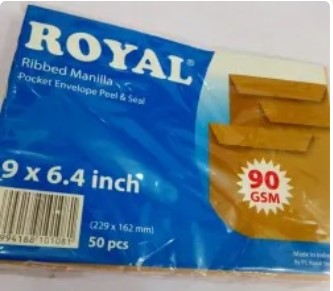 ROYAL®
Ribbed Manilla
Pocket Envelope Peel & Seal
9 x 6.4 inch
90
GSM
(229 x 162 mm)
50 pcs
Made in